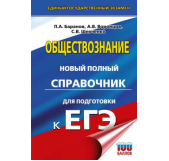 ЕДИНЫЙ ГОСУДАРСТВЕННЫЙ ЭКЗАМЕН
П.А. Баранов, А.В. Воронцов,
С.В. Шевченко
ОБЩЕСТВОЗНАНИЕ
НОВЫЙ ПОЛНЫЙ
СПРАВОЧНИК
ДЛЯ ПОДГОТОВКИ
К ЕГЭ
100
БАЛЛОВ